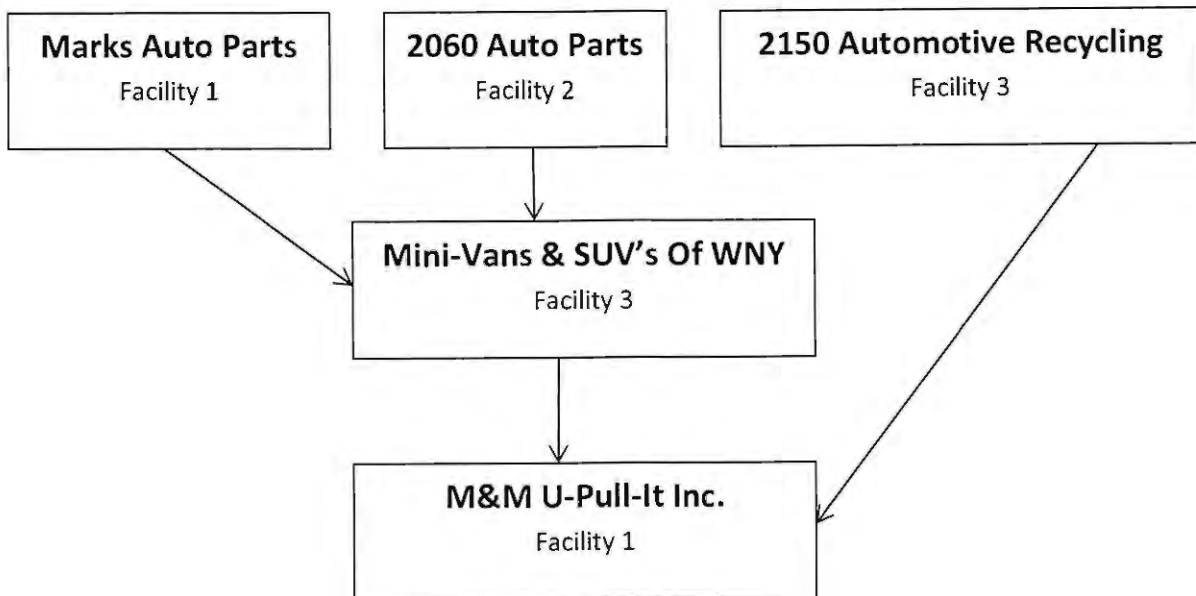 Marks Auto Parts
Facility 1
2060 Auto Parts
Facility 2
2150 Automotive Recycling
Facility 3
Mini-Vans & SUV's Of WNY
Facility 3
M&M U-Pull-It Inc.
Facility 1